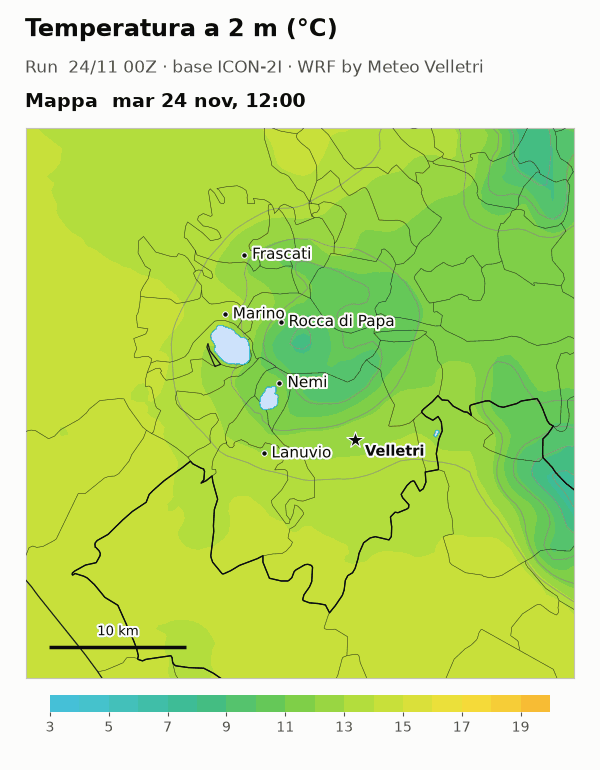 Temperatura a 2 m (°C)
Run  24/11 00Z · base ICON-2I · WRF by Meteo Velletri
Mappa  mar 24 nov, 12:00
Frascati
Marino
Rocca di Papa
Nemi
Velletri
Lanuvio
10 km
3 5 7 9 11 13 15 17 19